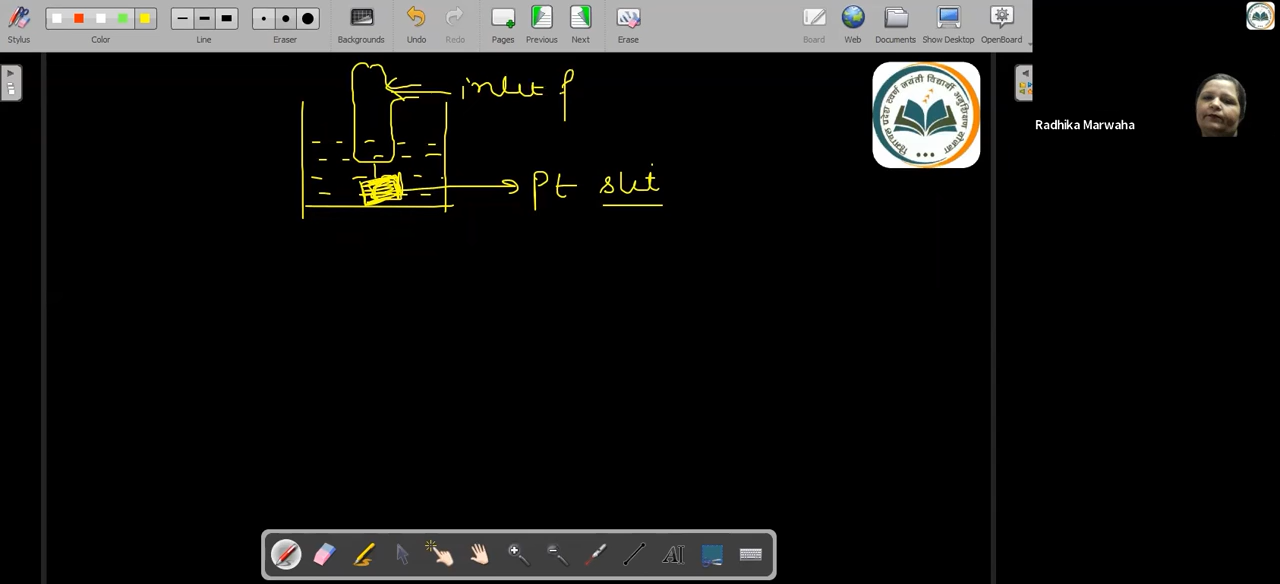 Stylus
Color
Line
Eraser
Backgrounds
Undo
Redo
Pages
Previous
Next
Erase
Board
Web
Documents
Show Desktop
OpenBoard
inlet f
Pt slit
Radhika Marwaha
AI